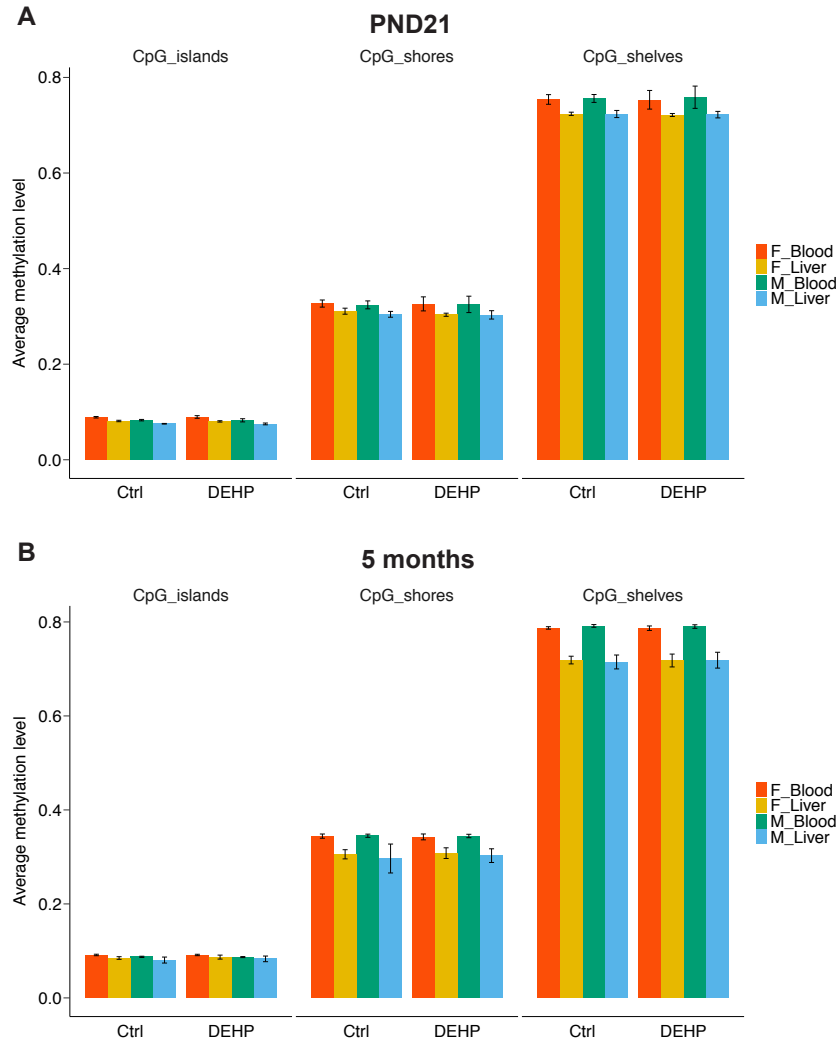 A
PND21
CpG_islands CpG_shores CpG_shelves
Average methylation level
0.8
0.4
0.2
0.0
Ctrl DEHP Ctrl DEHP Ctrl DEHP
F_Blood
F_Liver
M_Blood
M_Liver
B
5 months
CpG_islands CpG_shores CpG_shelves
Average methylation level
0.8
0.6
0.4
0.2
0.0
Ctrl DEHP Ctrl DEHP Ctrl DEHP
F_Blood
F_Liver
M_Blood
M_Liver